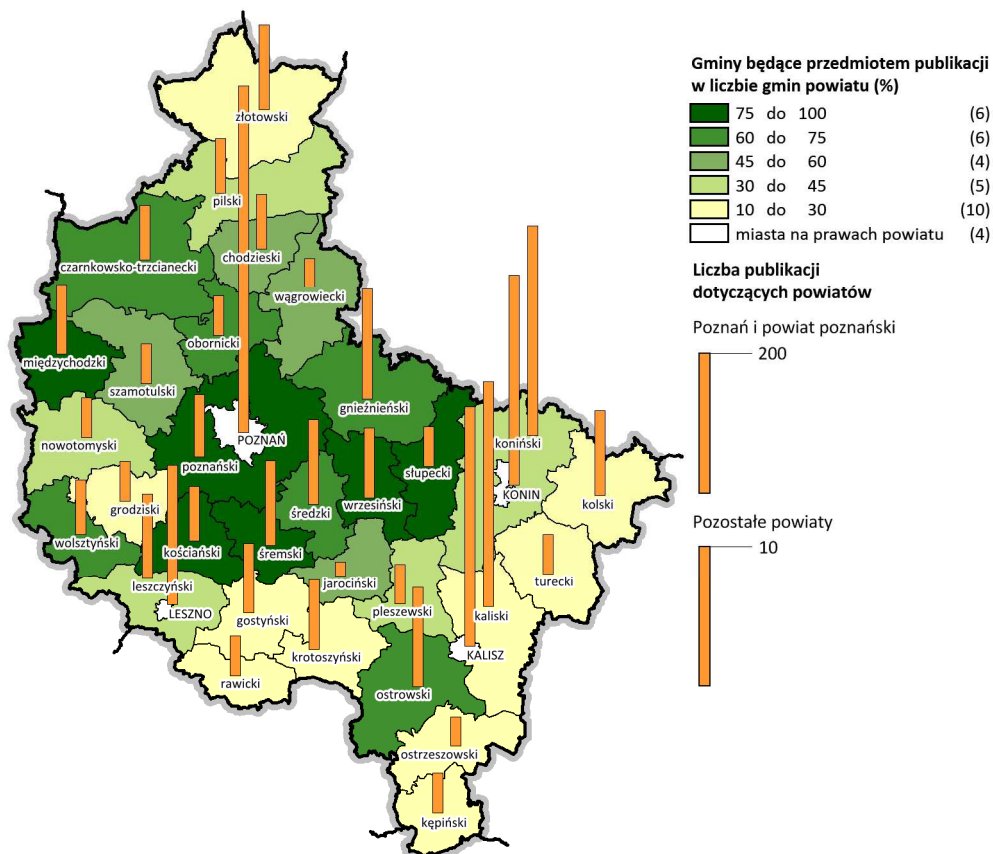 Gminy będące przedmiotem publikacji
w liczbie gmin powiatu (%)
75 do 100 (6)
60 do 75 (6)
45 do 60 (4)
30 do 45 (5)
10 do 30 (10)
miasta na prawach powiatu (4)
Liczba publikacji
dotyczących powiatów
Poznań i powiat poznański
200
Pozostałe powiaty
10
złotowski
pilski
chodzieski
czarnkowsko-trzcianecki
wągrowiecki
obornicki
międzychodzki
szamotulski
gnieźnieński
nowotomyski
POZNAŃ
koniński
poznański
słupecki
KONIN
wrzesiński
kolski
grodziski
średzki
wolsztyński
kościański
śremski
leszczyński
jarociński
turecki
LESZNO
pleszewski
kaliski
gostyński
krotoszyński
KALISZ
rawicki
ostrowski
ostrzeszowski
kępiński